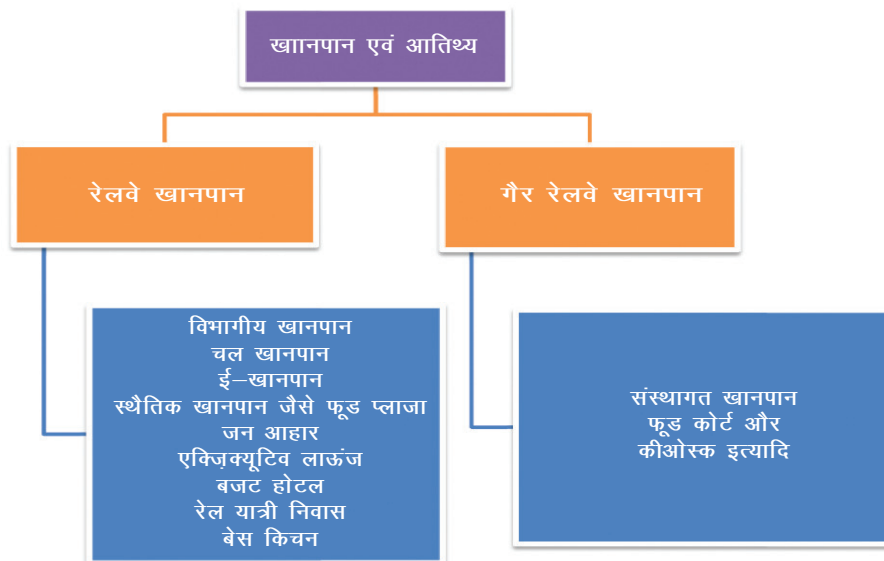 खाानपान एवं आतिथ्य
रेलवे खानपान
गैर रेलवे खानपान
विभागीय खानपान
चल खानपान
ई–खानपान
स्थैतिक खानपान जैसे फूड प्लाजा
जन आहार
एक्ज़िक्यूटिव लाऊंज
बजट होटल
रेल यात्री निवास
बेस किचन
संस्थागत खानपान
फूड कोर्ट और
कीओस्क इत्यादि